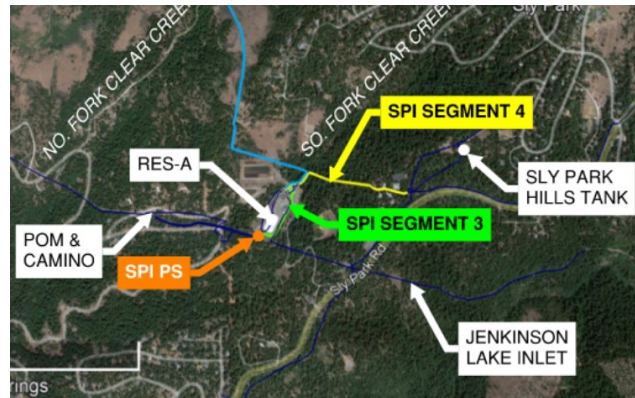 Sly Park
NO. FORK CLEAR CREEK
SO. FORK CLEAR CREEK
SPI SEGMENT 4
RES-A
SLY PARK
HILLS TANK
SPI SEGMENT 3
POM &
CAMINO
SPI PS
Sly Park Rd
JENKINSON
LAKE INLET
rings